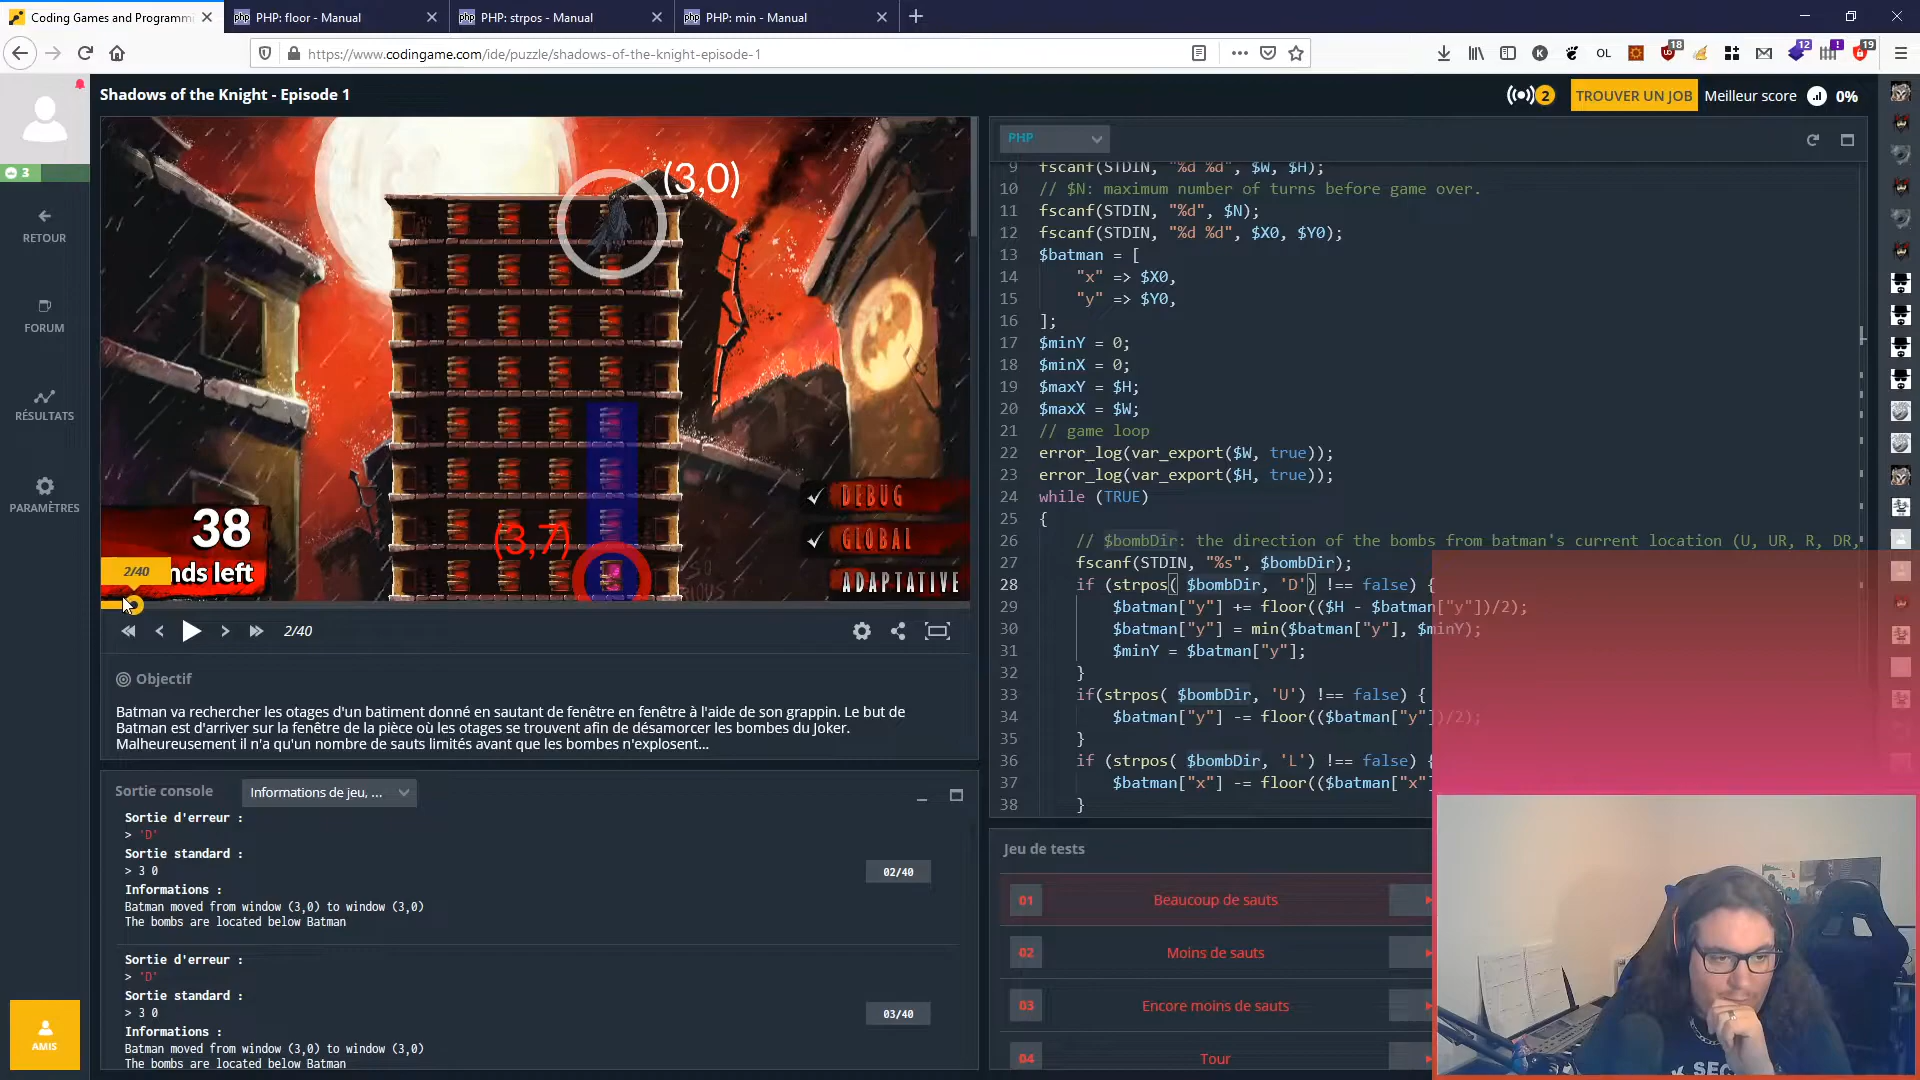 Coding Games and Programmi
PHP: floor - Manual
PHP: strpos - Manual
PHP: min - Manual
https://www.codingame.com/ide/puzzle/shadows-of-the-knight-episode-1
OL
18
12
!
19
Shadows of the Knight - Episode 1
2
TROUVER UN JOB
Meilleur score
0%
3
RETOUR
FORUM
RÉSULTATS
PARAMÈTRES
AMIS
(3,0)
(3,7)
38
nds left
DEBUG
GLOBAL
ADAPTATIVE
2/40
2/40
Objectif
Batman va rechercher les otages d'un batiment donné en sautant de fenêtre en fenêtre à l'aide de son grappin. Le but de
Batman est d'arriver sur la fenêtre de la pièce où les otages se trouvent afin de désamorcer les bombes du Joker.
Malheureusement il n'a qu'un nombre de sauts limités avant que les bombes n'explosent...
Sortie console
Informations de jeu, ...
Sortie d'erreur :
> 'D'
Sortie standard :
> 3 0
02/40
Informations :
Batman moved from window (3,0) to window (3,0)
The bombs are located below Batman
Sortie d'erreur :
> 'D'
Sortie standard :
> 3 0
03/40
Informations :
Batman moved from window (3,0) to window (3,0)
The bombs are located below Batman
PHP
9 fscanf(STDIN, "%d %d", $W, $H);
10 // $N: maximum number of turns before game over.
11 fscanf(STDIN, "%d", $N);
12 fscanf(STDIN, "%d %d", $X0, $Y0);
13 $batman = [
14 "x" => $X0,
15 "y" => $Y0,
16 ];
17 $minY = 0;
18 $minX = 0;
19 $maxY = $H;
20 $maxX = $W;
21 // game loop
22 error_log(var_export($W, true));
23 error_log(var_export($H, true));
24 while (TRUE)
25 {
26 // $bombDir: the direction of the bombs from batman's current location (U, UR, R, DR,
27 fscanf(STDIN, "%s", $bombDir);
28 if (strpos( $bombDir, 'D') !== false) {
29 $batman["y"] += floor(($H - $batman["y"])/2);
30 $batman["y"] = min($batman["y"], $minY);
31 $minY = $batman["y"];
32 }
33 if(strpos( $bombDir, 'U') !== false) {
34 $batman["y"] -= floor(($batman["y"])/2);
35 }
36 if (strpos( $bombDir, 'L') !== false) {
37 $batman["x"] -= floor(($batman["x"]
38 }
Jeu de tests
01 Beaucoup de sauts
02 Moins de sauts
03 Encore moins de sauts
04 Tour